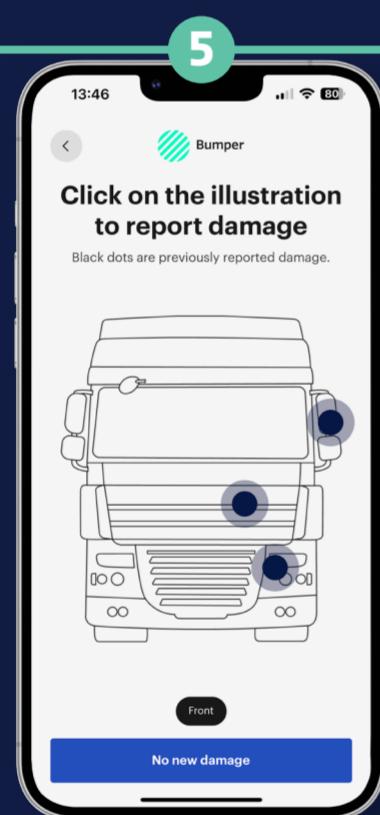 5
13:46
80
Bumper
Click on the illustration
to report damage
Black dots are previously reported damage.
Front
No new damage